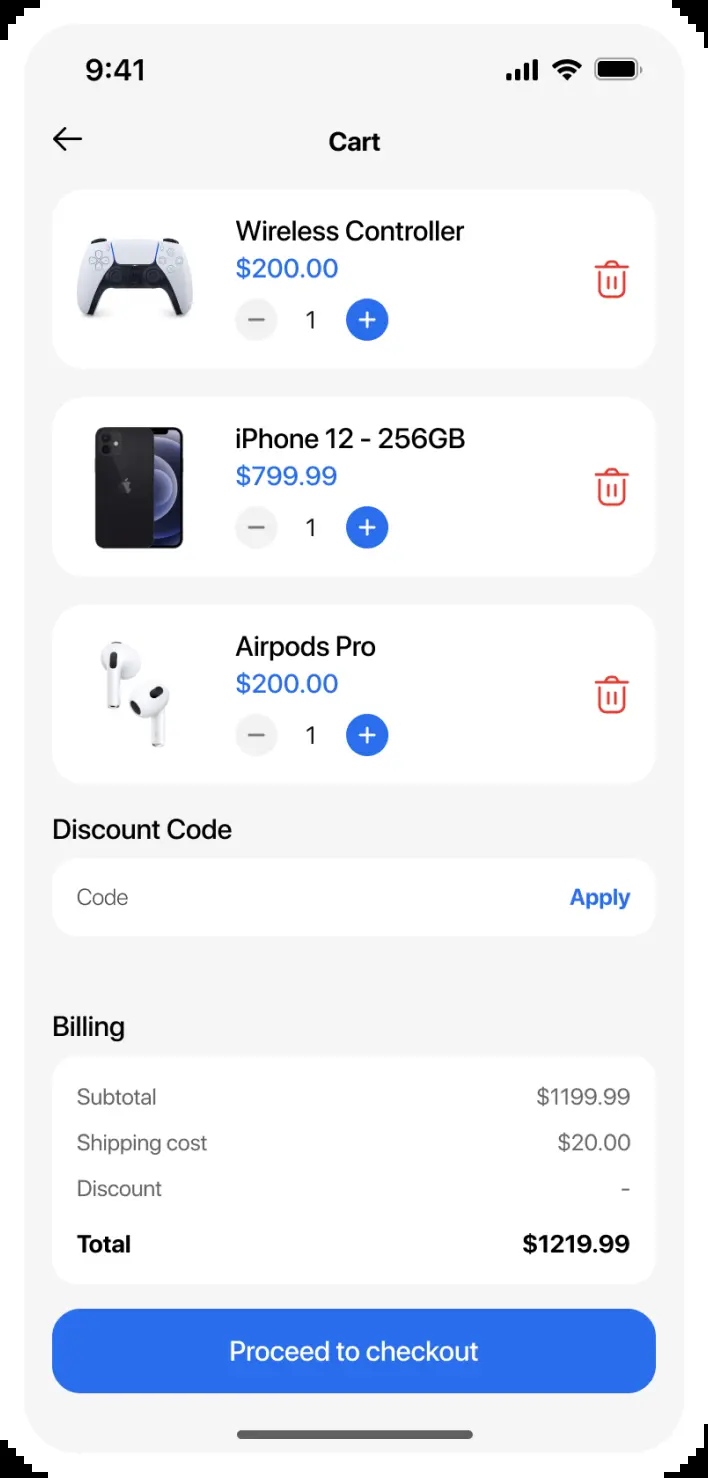 9:41
Cart
Wireless Controller
$200.00
1
iPhone 12 - 256GB
$799.99
1
Airpods Pro
$200.00
1
Discount Code
Code Apply
Billing
Subtotal $1199.99
Shipping cost $20.00
Discount -
Total $1219.99
Proceed to checkout